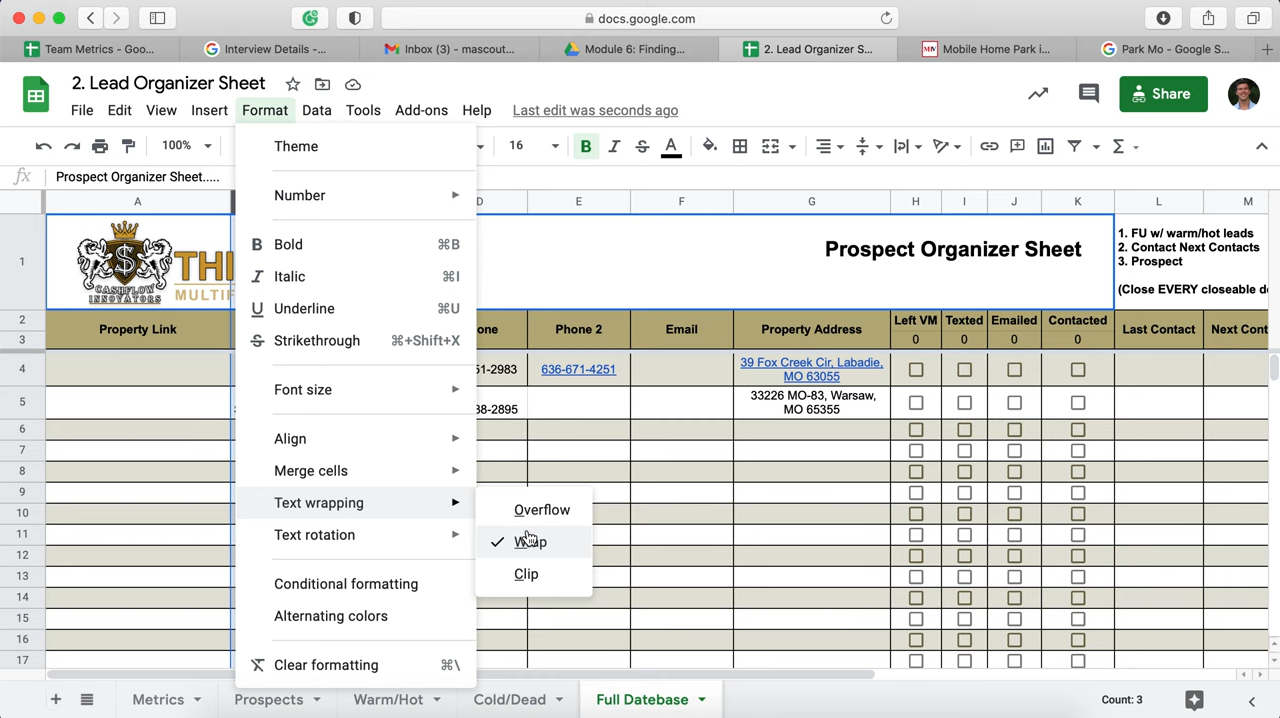 docs.google.com
Team Metrics - Goo...
Interview Details -...
Inbox (3) - mascout...
Module 6: Finding...
2. Lead Organizer S...
Mobile Home Park i...
Park Mo - Google S...
2. Lead Organizer Sheet
File Edit View Insert Format Data Tools Add-ons Help Last edit was seconds ago
Share
100% 16 B I S A
fx Prospect Organizer Sheet.....
A D E F G H I J K L M
1 Prospect Organizer Sheet
CASHFLOW
INNOVATORS
MULTIF
1. FU w/ warm/hot leads
2. Contact Next Contacts
3. Prospect
(Close EVERY closeable de
2 Property Link one Phone 2 Email Property Address Left VM Texted Emailed Contacted Last Contact Next Cont
3 0 0 0 0
4 51-2983 636-671-4251 39 Fox Creek Cir, Labadie,
MO 63055
5 38-2895 33226 MO-83, Warsaw,
MO 65355
6
7
8
9
10
11
12
13
14
15
16
17
Theme
Number
B Bold ⌘B
I Italic ⌘I
U Underline ⌘U
S Strikethrough ⌘+Shift+X
Font size
Align
Merge cells
Text wrapping
Text rotation
Conditional formatting
Alternating colors
Clear formatting ⌘\
Overflow
Wrap
Clip
Metrics Prospects Warm/Hot Cold/Dead Full Datebase Count: 3